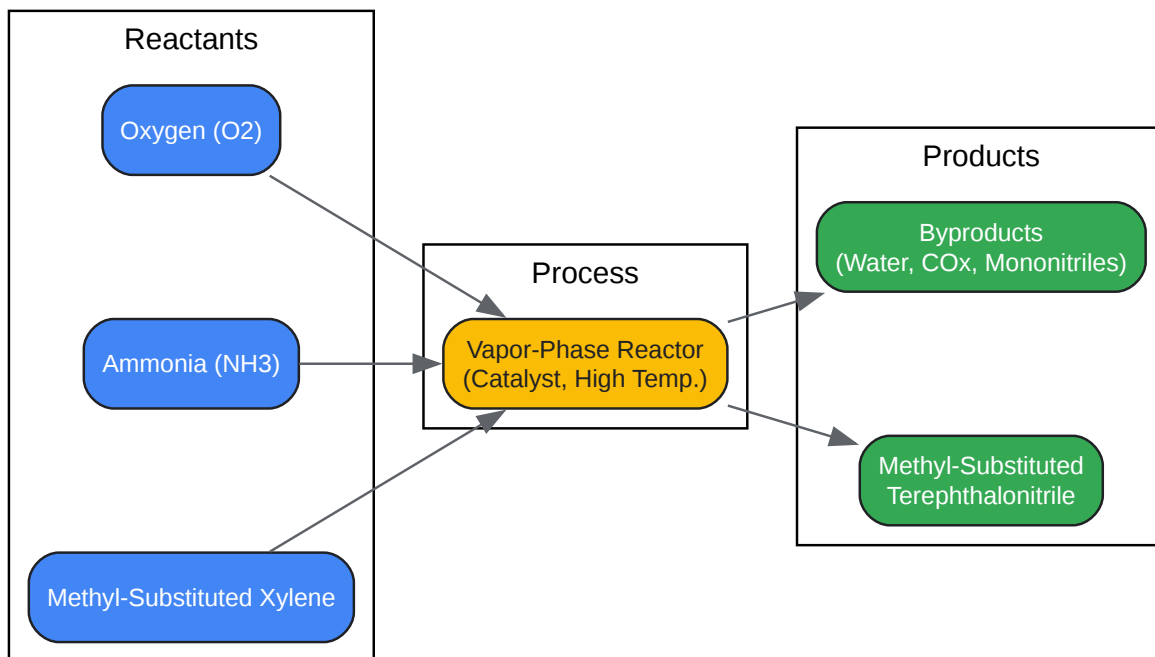 Reactants
Oxygen (O2)
Ammonia (NH3)
Methyl-Substituted Xylene
Process
Vapor-Phase Reactor
(Catalyst, High Temp.)
Products
Byproducts
(Water, COx, Mononitriles)
Methyl-Substituted
Terephthalonitrile